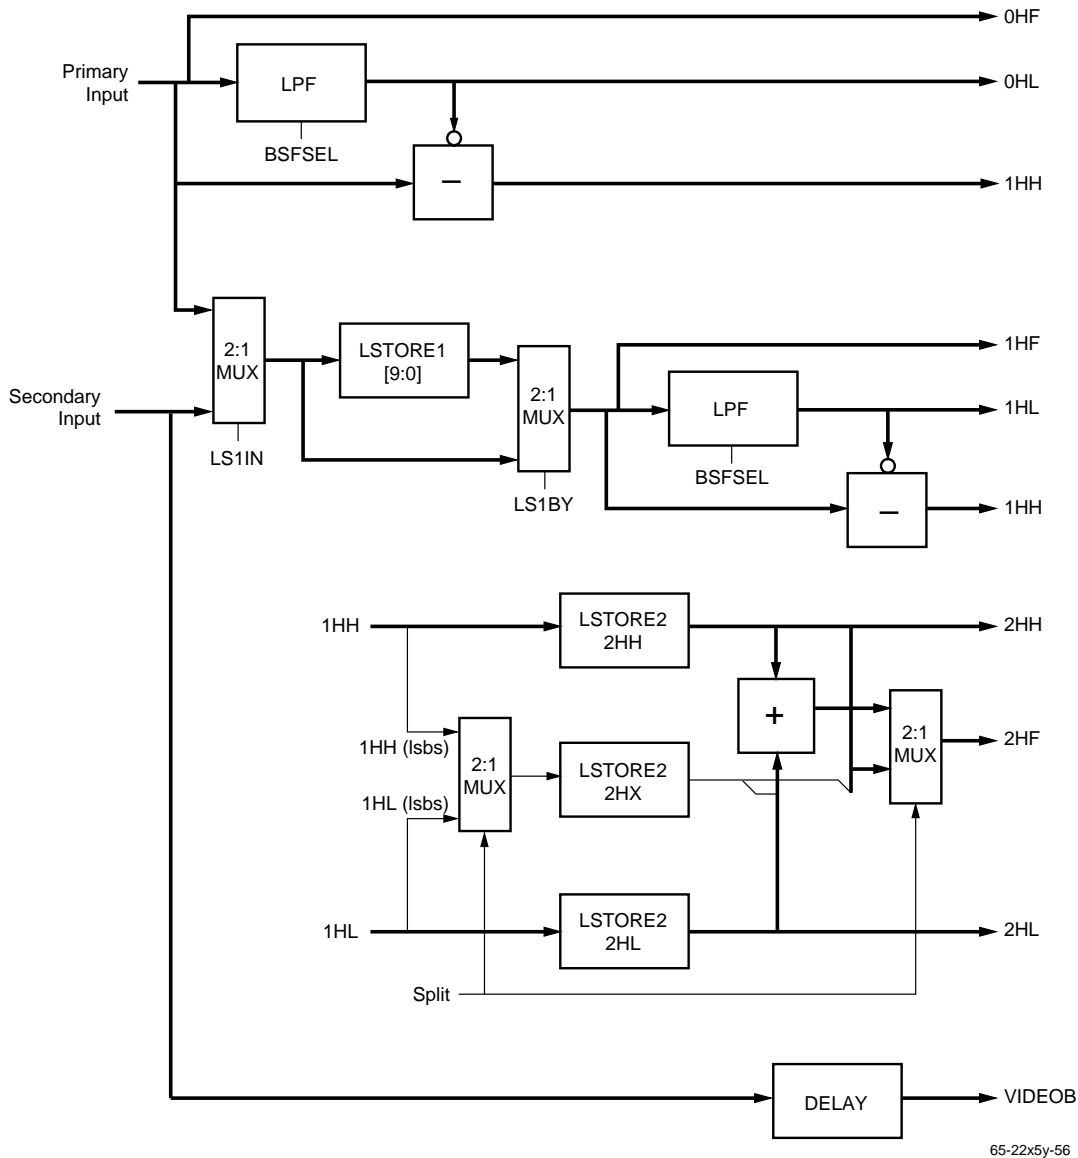 0HF
Primary
Input
LPF
0HL
BSFSEL
–
1HH
2:1
MUX
LS1IN
LSTORE1
[9:0]
2:1
MUX
LS1BY
1HF
Secondary
Input
LPF
1HL
BSFSEL
–
1HH
1HH
LSTORE2
2HH
2HH
+
1HH (lsbs)
2:1
MUX
LSTORE2
2HX
2:1
MUX
2HF
1HL (lsbs)
1HL
LSTORE2
2HL
2HL
Split
DELAY
VIDEOB
65-22x5y-56